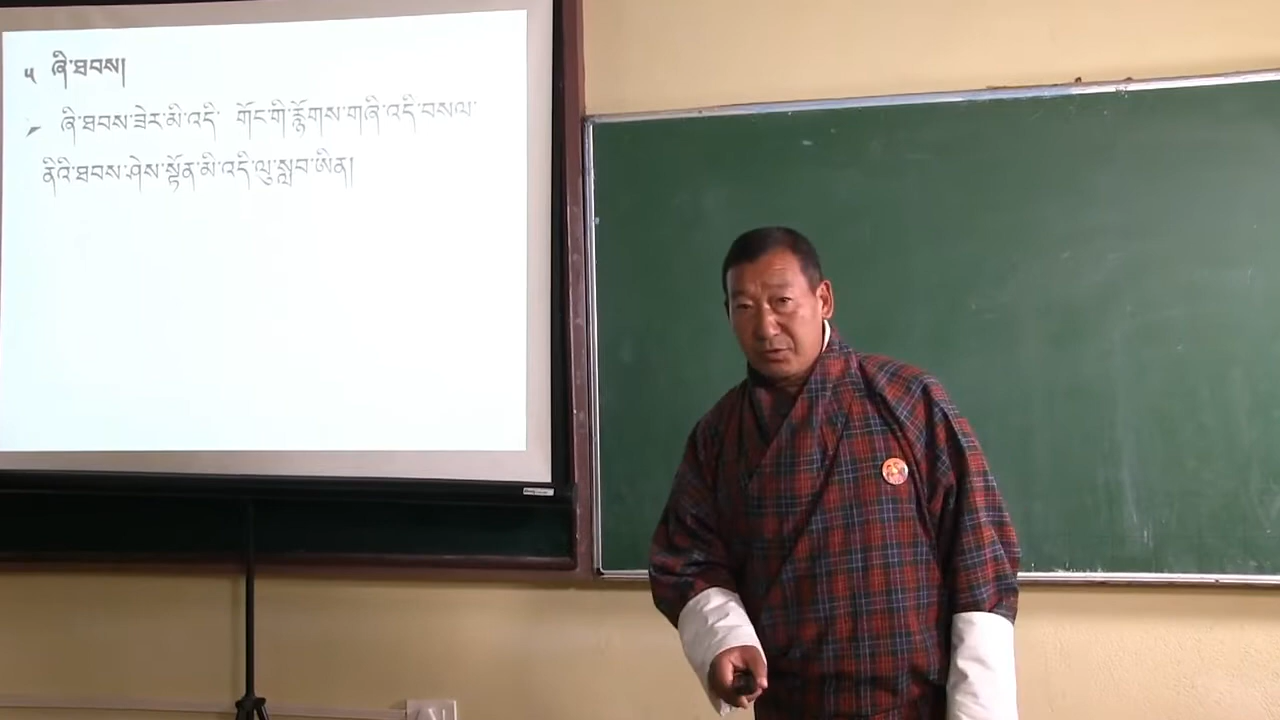 ༥ ཞི་ཐབས།
ཞི་ཐབས་ཟེར་མི་འདི་ གོང་གི་རྙོགས་གཞི་འདི་བསལ་
ནིའི་ཐབས་ཤེས་སྟོན་མི་འདི་ལུ་སླབ་ཨིན།